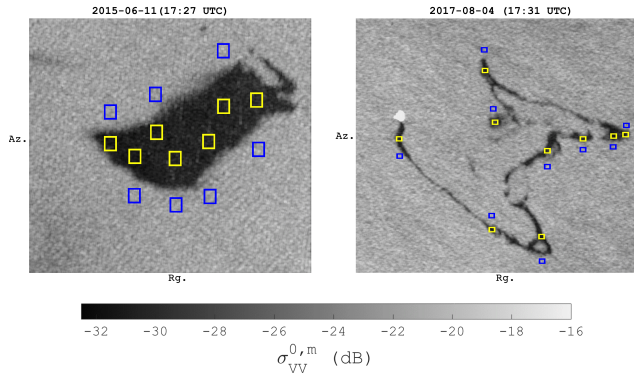 2015-06-11(17:27 UTC)
2017-08-04 (17:31 UTC)
Az.
Az.
Rg.
Rg.
-32 -30 -28 -26 -24 -22 -20 -18 -16
σ⁰,ᵐ_VV (dB)